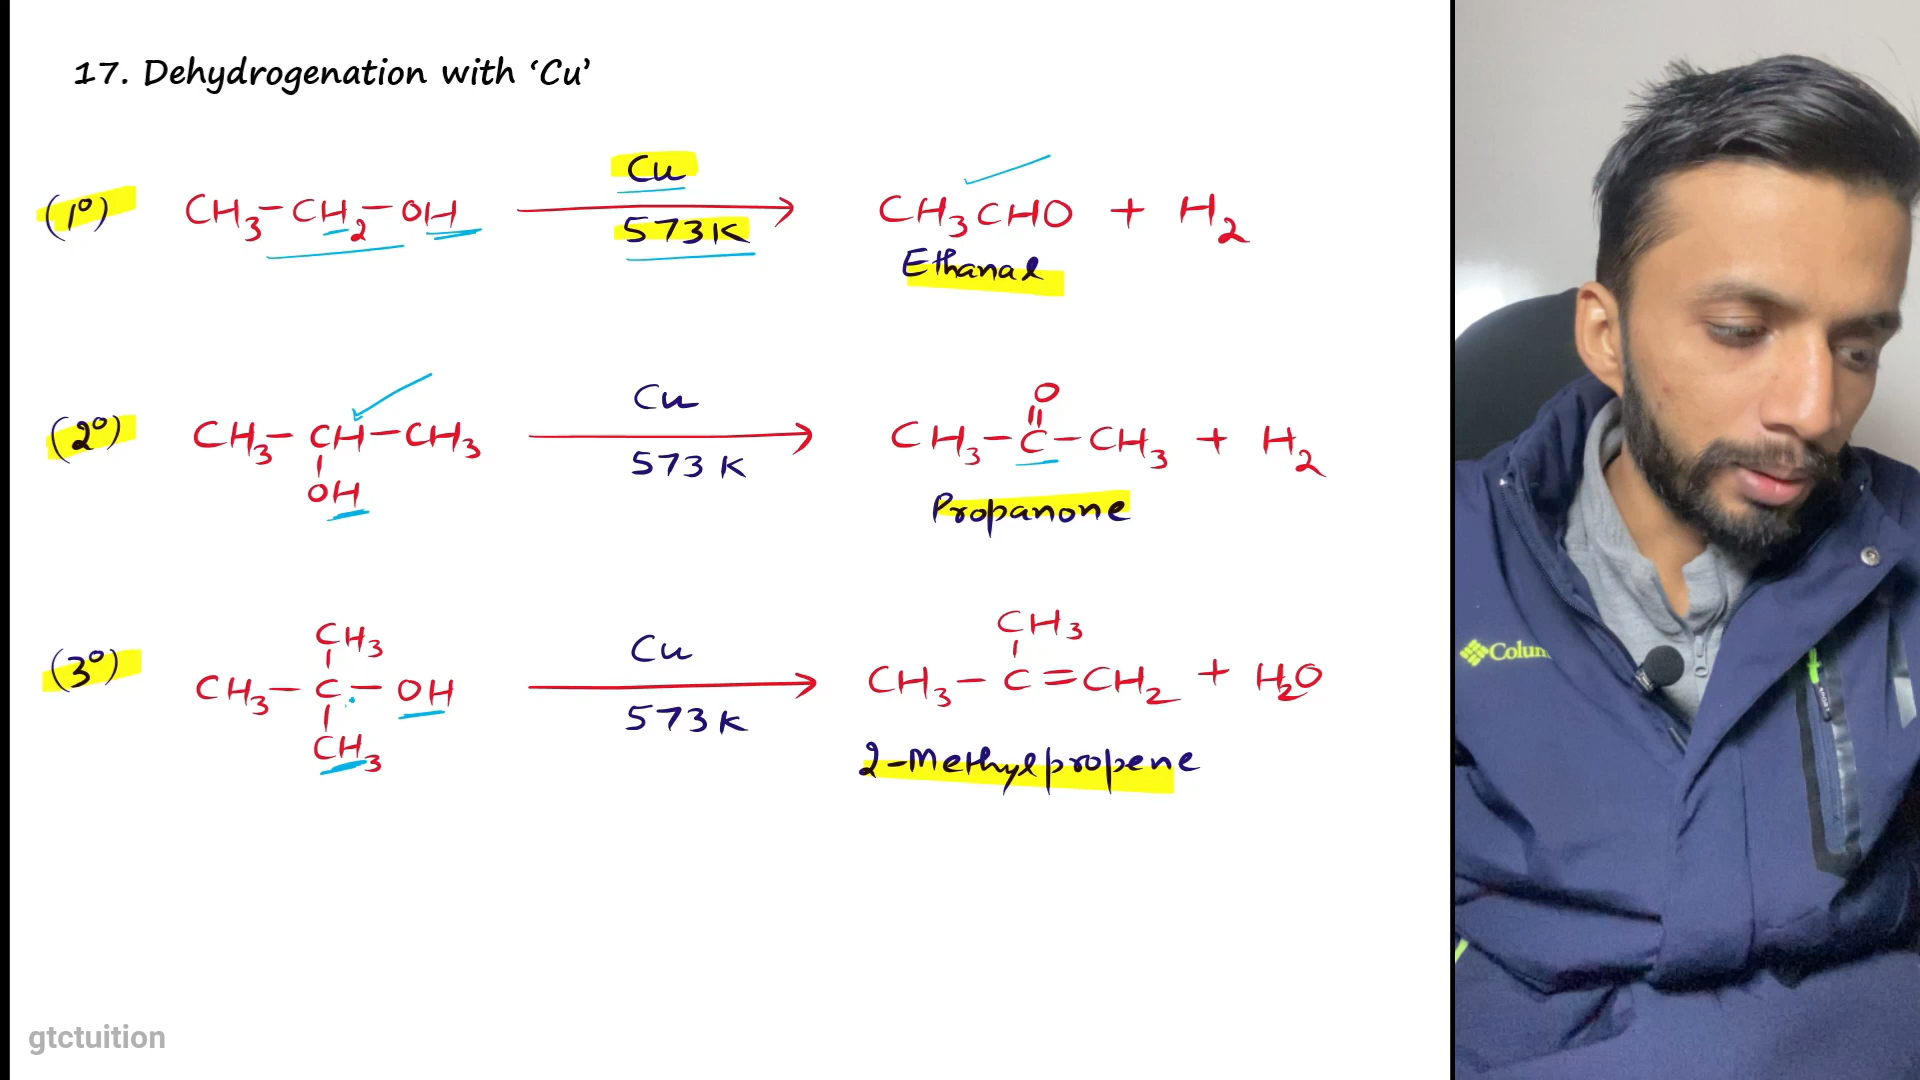 17. Dehydrogenation with ‘Cu’
(1°) CH₃–CH₂–OH Cu 573K CH₃CHO + H₂
Ethanal
(2°) CH₃–CH–CH₃ Cu 573 K CH₃–C–CH₃ + H₂
OH O
Propanone
(3°) CH₃–C–OH Cu 573 K CH₃–C=CH₂ + H₂O
CH₃ CH₃ CH₃
2-Methylpropene
Colum
gtctuition